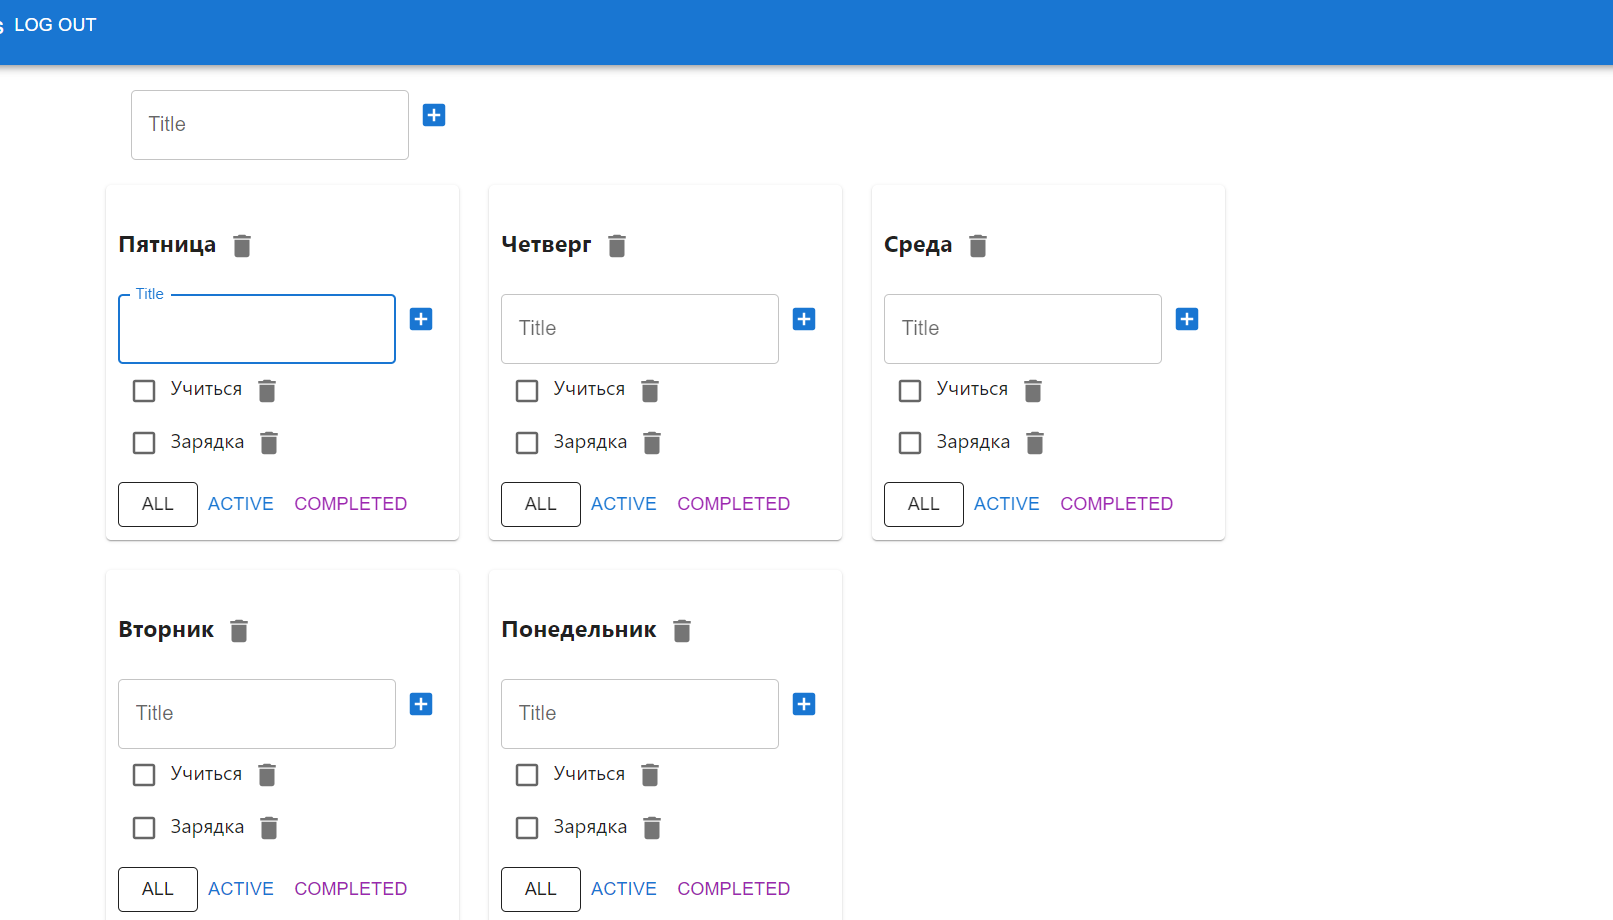 LOG OUT
Title
Пятница
Четверг
Среда
Title
Title
Title
Учиться
Учиться
Учиться
Зарядка
Зарядка
Зарядка
ALL ACTIVE COMPLETED
ALL ACTIVE COMPLETED
ALL ACTIVE COMPLETED
Вторник
Понедельник
Title
Title
Учиться
Учиться
Зарядка
Зарядка
ALL ACTIVE COMPLETED
ALL ACTIVE COMPLETED